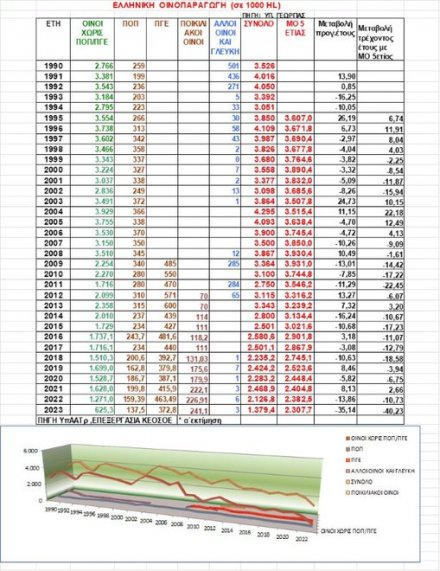 ΕΛΛΗΝΙΚΗ ΟΙΝΟΠΑΡΑΓΩΓΗ (σε 1000 HL)
ΠΗΓΗ: ΥΠ. ΓΕΩΡΓΙΑΣ
ΕΤΗ ΟΙΝΟΙ ΧΩΡΙΣ ΠΟΠ/ΠΓΕ ΠΟΠ ΠΓΕ ΠΟΙΚΙΛΙΑΚΟΙ ΟΙΝΟΙ ΑΛΛΟΙ ΟΙΝΟΙ ΚΑΙ ΓΛΕΥΚΗ ΣΥΝΟΛΟ ΜΟ 5 ΕΤΙΑΣ Μεταβολή προγ.έτους Μεταβολή τρέχοντος έτους με ΜΟ 5ετίας
1990 2.766 259 501 3.526
1991 3.381 199 436 4.016 13,90
1992 3.543 236 271 4.050 0,85
1993 3.184 203 5 3.392 -16,25
1994 2.795 223 33 3.051 -10,05
1995 3.554 266 30 3.850 3.607,0 26,19 6,74
1996 3.738 313 58 4.109 3.671,8 6,73 11,91
1997 3.602 342 43 3.987 3.690,4 -2,97 8,04
1998 3.466 358 2 3.826 3.677,8 -4,04 4,03
1999 3.343 337 0 3.680 3.764,6 -3,82 -2,25
2000 3.224 327 7 3.558 3.890,4 -3,32 -8,54
2001 3.037 338 2 3.377 3.832,0 -5,09 -11,87
2002 2.836 249 13 3.098 3.685,6 -8,26 -15,94
2003 3.491 372 1 3.864 3.507,8 24,73 10,15
2004 3.929 366 4.295 3.515,4 11,15 22,18
2005 3.755 338 4.093 3.638,4 -4,70 12,49
2006 3.530 370 3.900 3.745,4 -4,72 4,13
2007 3.150 350 3.500 3.850,0 -10,26 -9,09
2008 3.510 345 12 3.867 3.930,4 10,49 -1,61
2009 2.254 340 485 285 3.364 3.931,0 -13,01 -14,42
2010 2.270 280 550 3.100 3.744,8 -7,85 -17,22
2011 1.716 280 470 284 2.750 3.546,2 -11,29 -22,45
2012 2.099 310 571 70 65 3.115 3.316,2 13,27 -6,07
2013 2.358 315 600 70 3.343 3.239,2 7,32 3,20
2014 2.010 237 439 114 2.800 3.134,4 -16,24 -10,67
2015 1.729 234 427 111 2.501 3.021,6 -10,68 -17,23
2016 1.737,1 243,7 481,6 118,2 2.580,6 2.901,8 3,18 -11,07
2017 1.716,1 234 440 111 2.501,1 2.867,9 -3,08 -12,79
2018 1.510,3 200,6 392,7 131,03 1 2.235,2 2.745,1 -10,63 -18,58
2019 1.699,0 162,8 379,8 175,6 7 2.424,2 2.523,6 8,46 -3,94
2020 1.528,7 186,7 387,1 179,9 1 2.283,2 2.448,4 -5,82 -6,75
2021 1.628,0 199,8 415,9 222,1 3 2.468,9 2.404,8 8,13 2,66
2022 1.271,0 159,39 463,49 226,91 6 2.126,8 2.382,5 -13,86 -10,73
2023 625,3 137,5 372,8 241,1 3 1.379,4 2.307,7 -35,14 -40,23
ΠΗΓΗ ΥπΑΑΤρ ,ΕΠΕΞΕΡΓΑΣΙΑ ΚΕΟΣΟΕ * α΄εκτίμηση
6.000
4.000
2.000
0
1990 1992 1994 1996 1998 2000 2002 2004 2006 2008 2010 2012 2014 2016 2018 2020 2022
ΟΙΝΟΙ ΧΩΡΙΣ ΠΟΠ/ΠΓΕ
ΟΙΝΟΙ ΧΩΡΙΣ ΠΟΠ/ΠΓΕ
ΠΟΠ
ΠΓΕ
ΑΛΛΟΙ ΟΙΝΟΙ ΚΑΙ ΓΛΕΥΚΗ
ΣΥΝΟΛΟ
ΠΟΙΚΙΛΙΑΚΟΙ ΟΙΝΟΙ